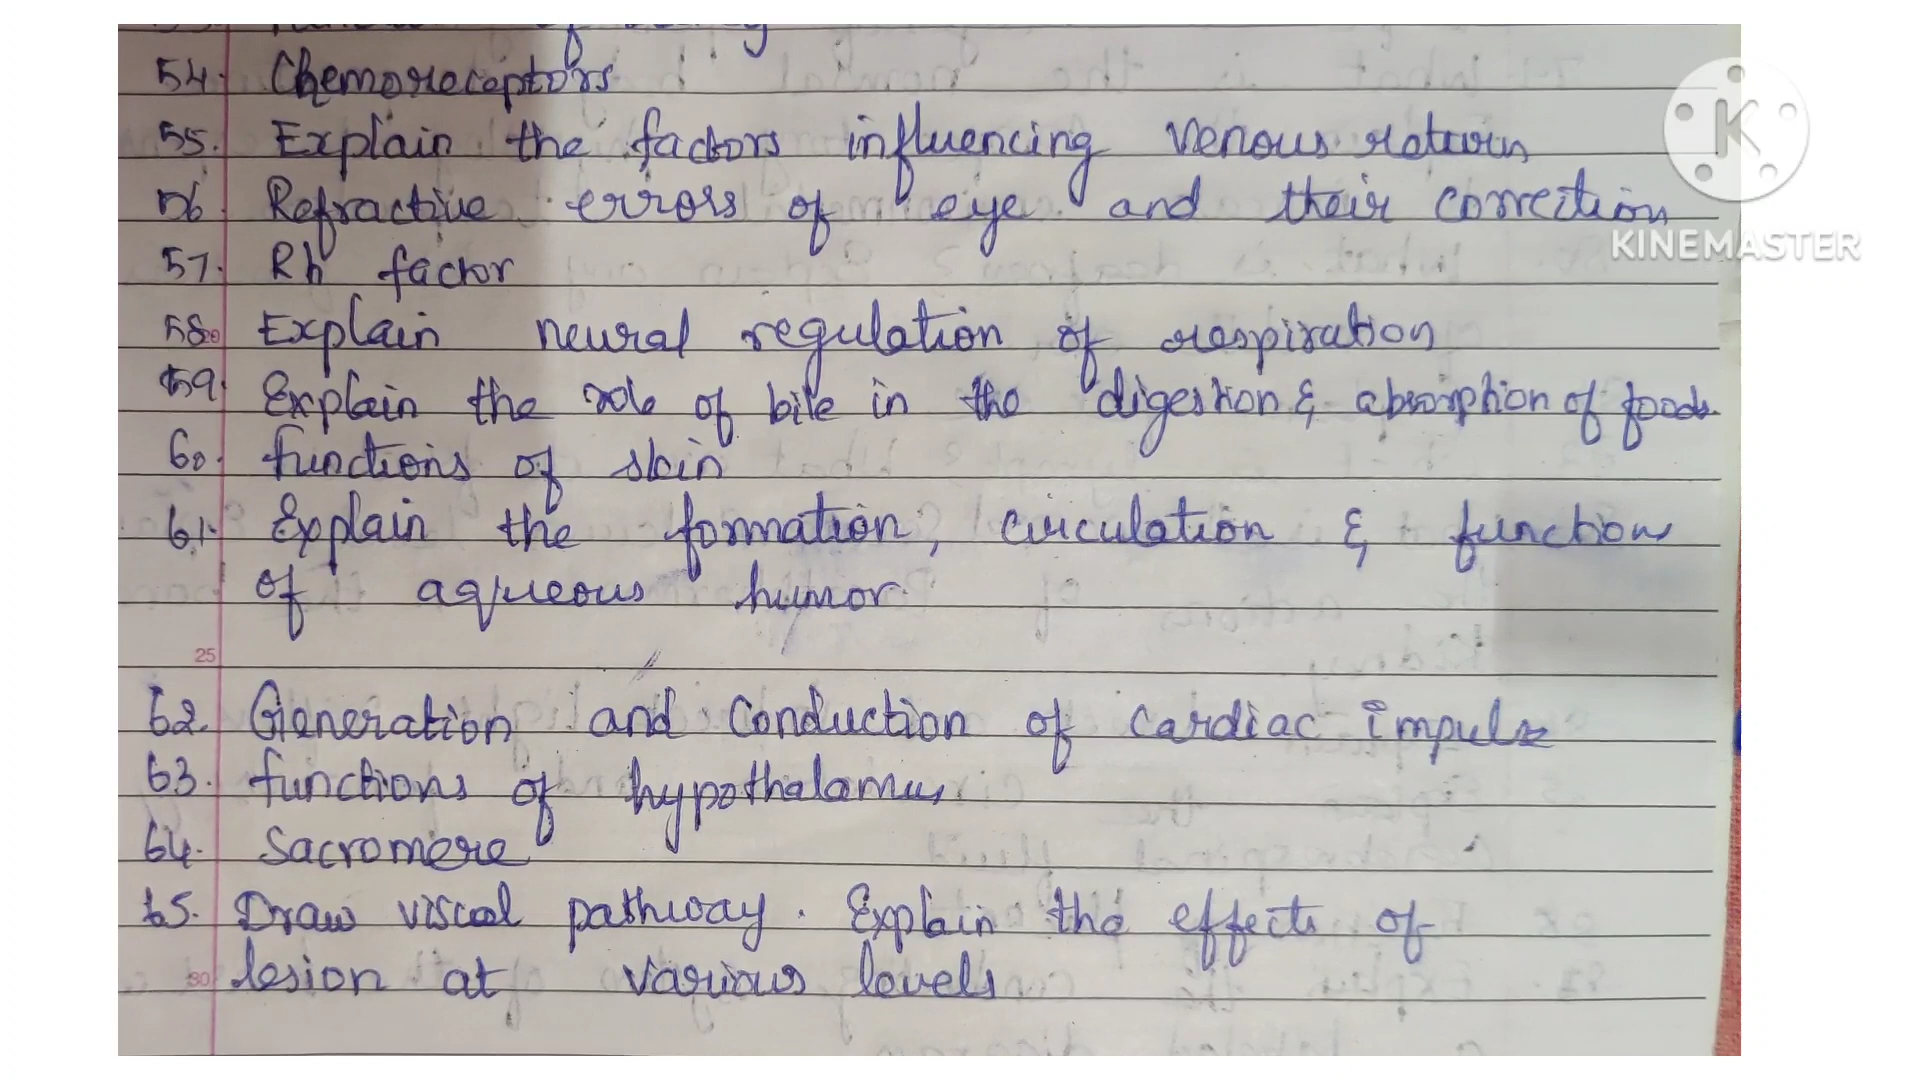 54. Chemoreceptors
55. Explain the factors influencing venous return
56. Refractive errors of eye and their correction
57. Rh factor
58. Explain neural regulation of respiration
59. Explain the role of bile in the digestion & absorption of foods.
60. functions of skin
61. Explain the formation, circulation & functions
of aqueous humor.
25
62. Generation and Conduction of cardiac impulse
63. functions of hypothalamus
64. Sacromere
65. Draw viscal pathway. Explain the effects of
30 lesion at various levels
K
KINEMASTER